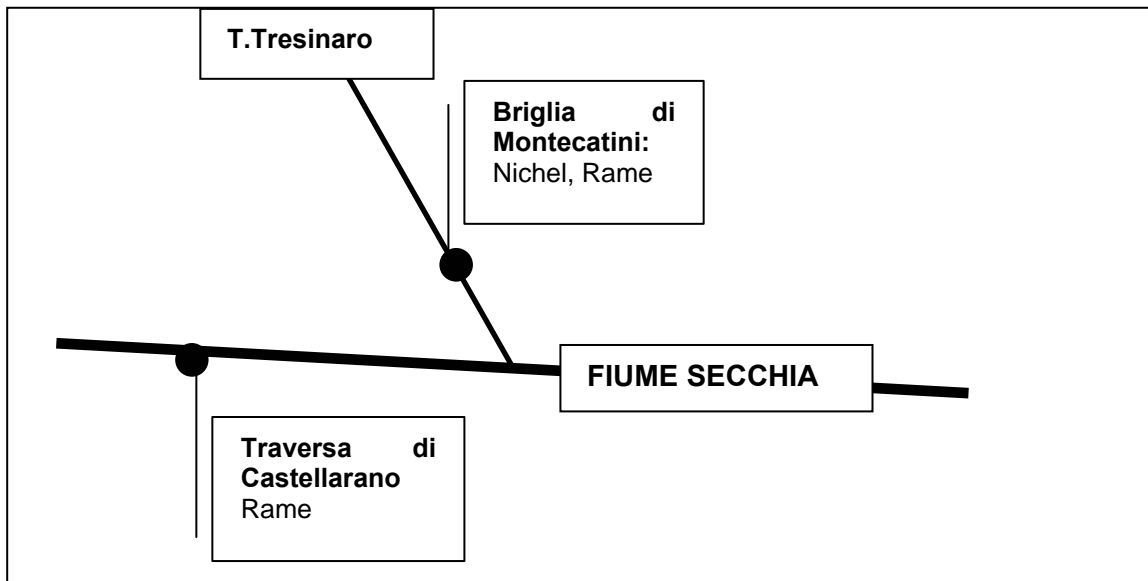 T.Tresinaro
Briglia di
Montecatini:
Nichel, Rame
FIUME SECCHIA
Traversa di
Castellarano
Rame